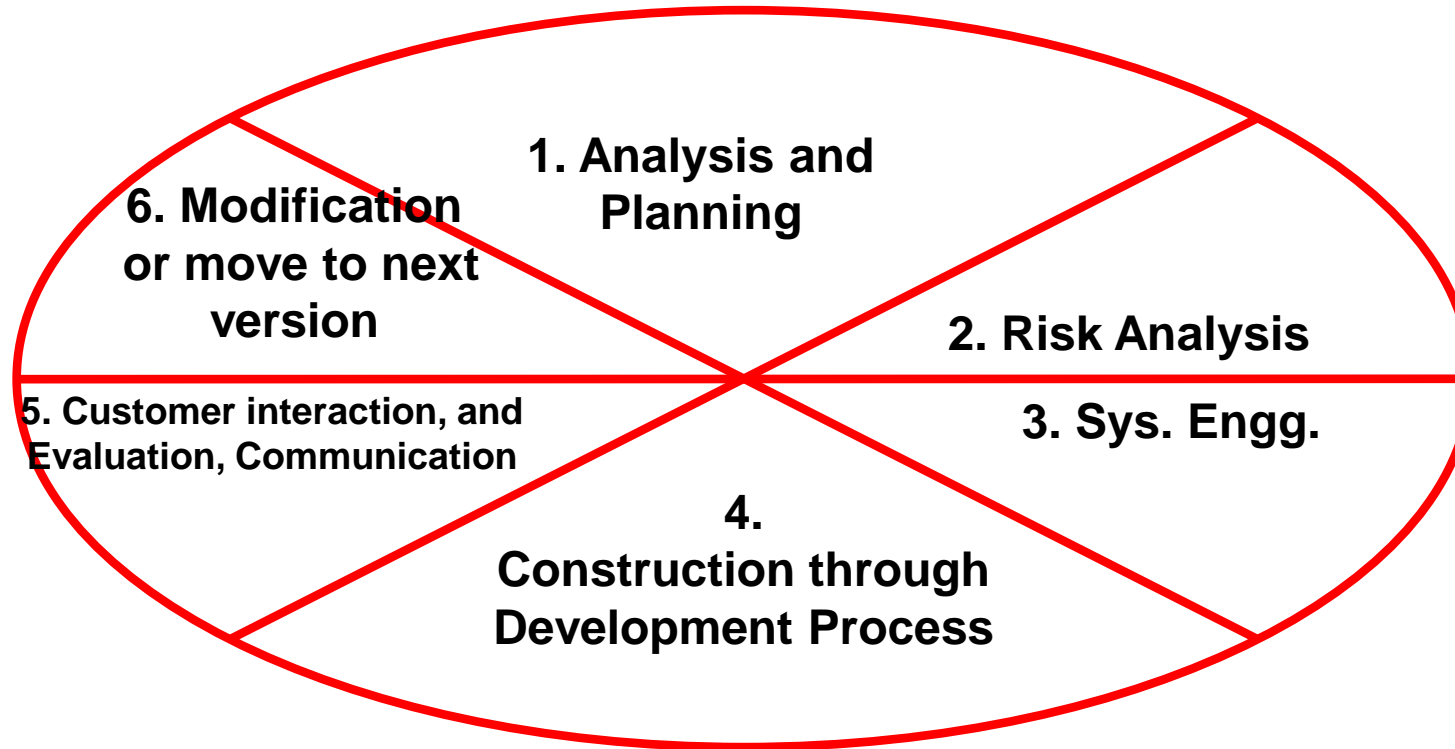 1. Analysis and
Planning
2. Risk Analysis
3. Sys. Engg.
4.
Construction through
Development Process
5. Customer interaction, and
Evaluation, Communication
6. Modification
or move to next
version